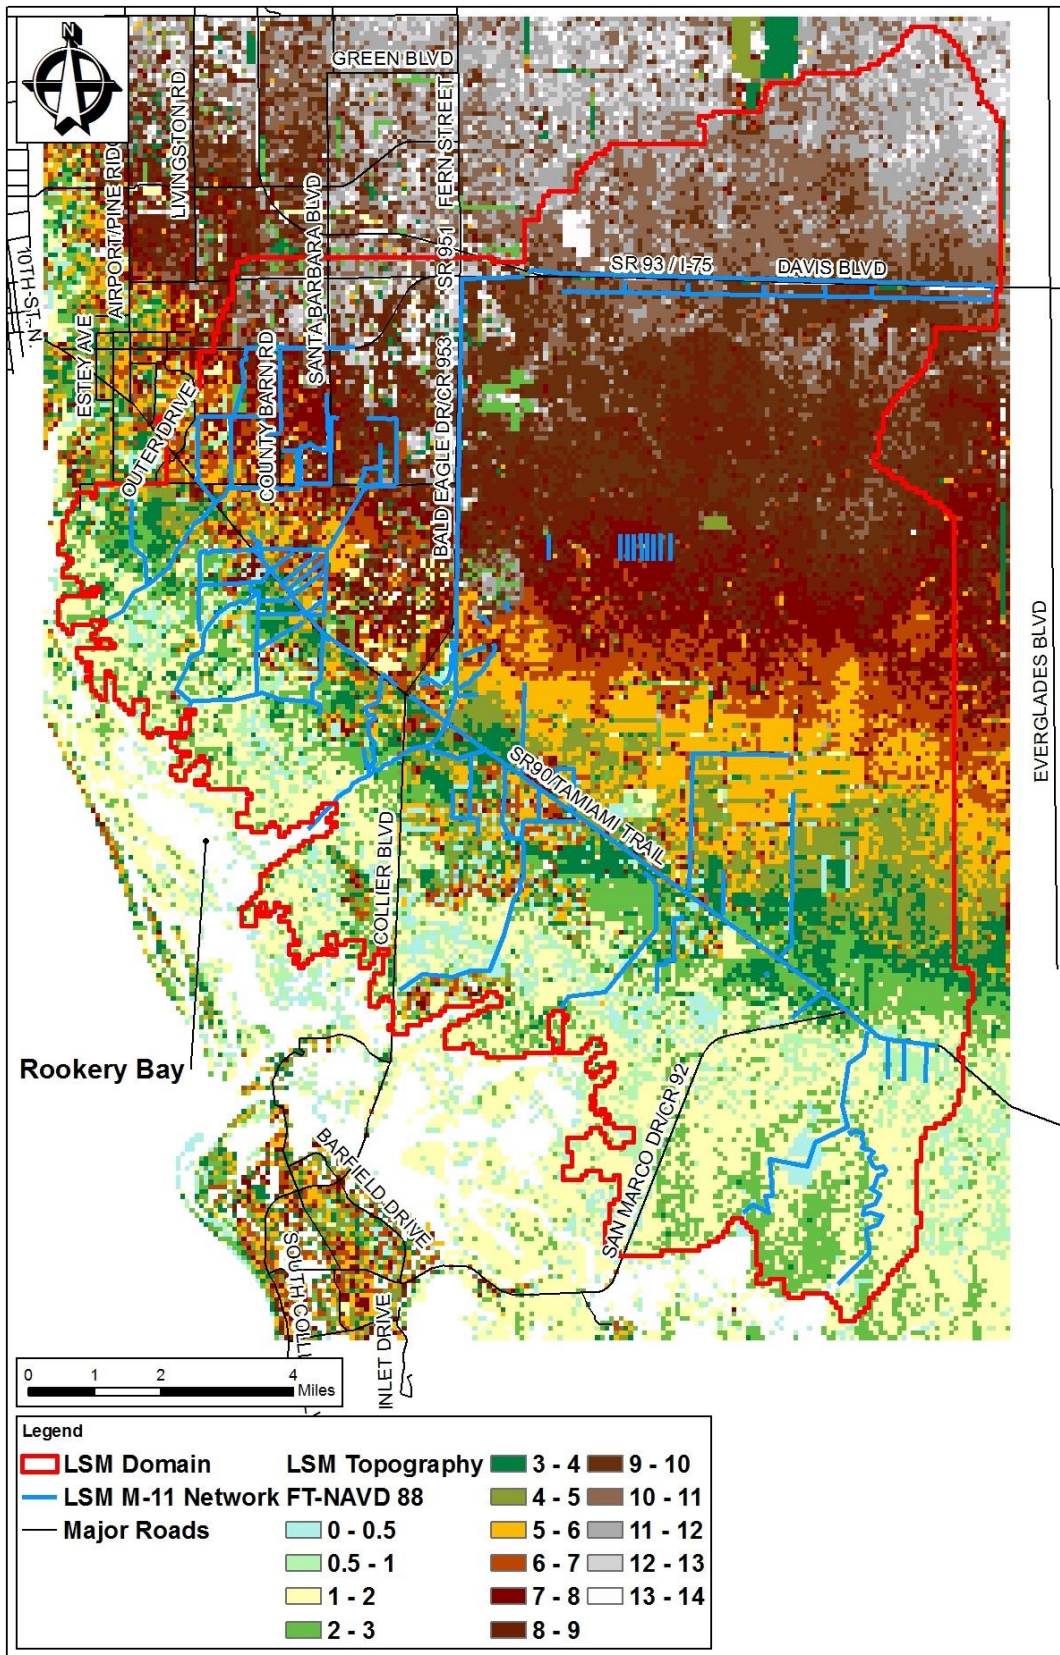 N
GREEN BLVD
LIVINGSTON RD
AIRPORT/PINE RIDG
SANTA BARBARA BLVD
SR 951
FERN STREET
10TH-ST.-N.
ESTEY AVE
SR 93 / I-75
DAVIS BLVD
OUTER DRIVE
COUNTY BARN RD
BALD EAGLE DR/CR 953
EVERGLADES BLVD
SR90/TAMIAMI TRAIL
COLLIER BLVD
Rookery Bay
BARFIELD DRIVE
SAN MARCO DR/CR 92
SOUTH COLLI
INLET DRIVE
0 1 2 4
Miles
Legend
LSM Domain
LSM M-11 Network
Major Roads
LSM Topography
FT-NAVD 88
0 - 0.5
0.5 - 1
1 - 2
2 - 3
3 - 4
4 - 5
5 - 6
6 - 7
7 - 8
8 - 9
9 - 10
10 - 11
11 - 12
12 - 13
13 - 14